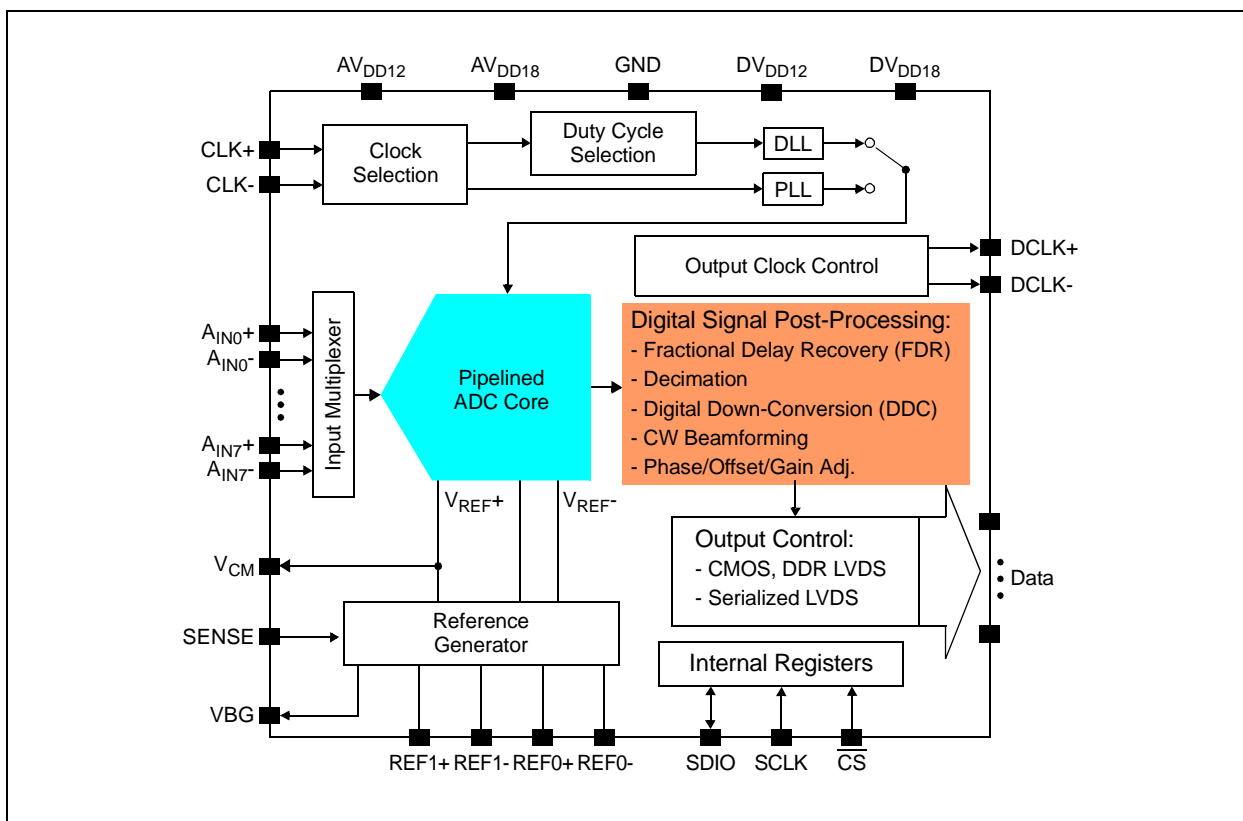 AVDD12
AVDD18
GND
DVDD12
DVDD18
CLK+
CLK-
Clock
Selection
Duty Cycle
Selection
DLL
PLL
Output Clock Control
DCLK+
DCLK-
AIN0+
AIN0-
AIN7+
AIN7-
Input Multiplexer
Pipelined
ADC Core
Digital Signal Post-Processing:
- Fractional Delay Recovery (FDR)
- Decimation
- Digital Down-Conversion (DDC)
- CW Beamforming
- Phase/Offset/Gain Adj.
VREF+
VREF-
VCM
SENSE
VBG
Reference
Generator
Output Control:
- CMOS, DDR LVDS
- Serialized LVDS
Data
Internal Registers
REF1+
REF1-
REF0+
REF0-
SDIO
SCLK
C̅S̅